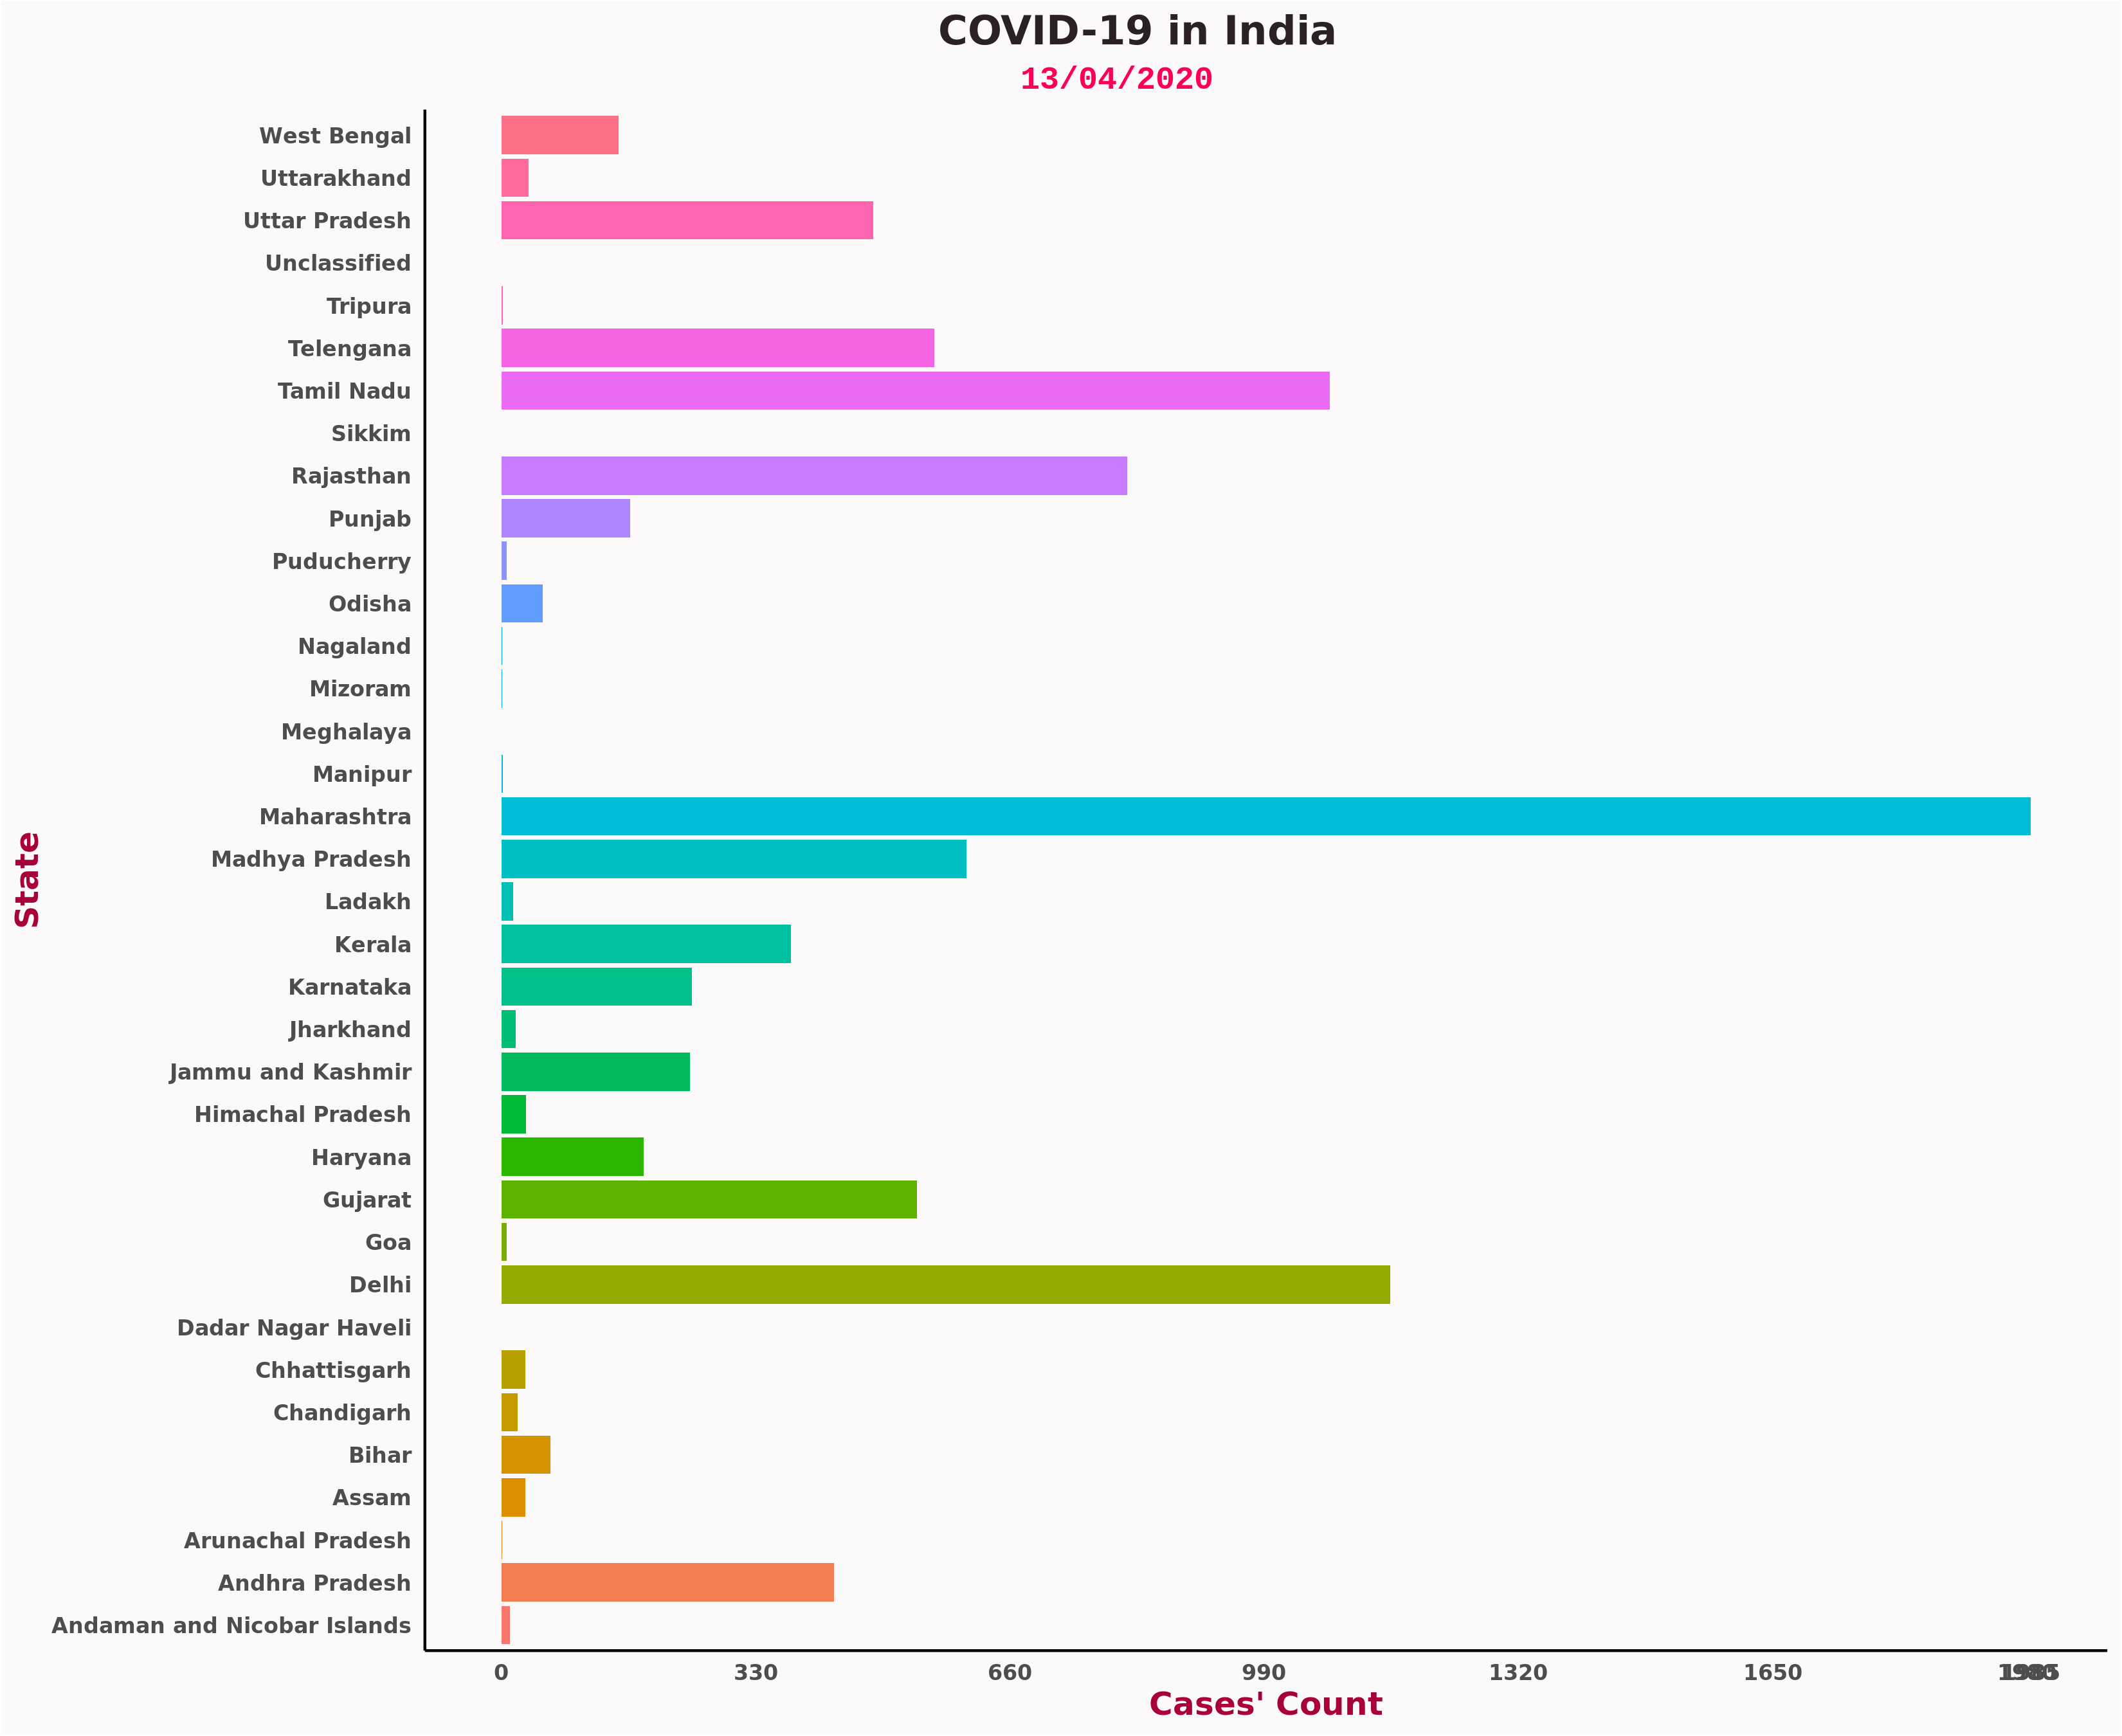 COVID-19 in India
13/04/2020
West Bengal
Uttarakhand
Uttar Pradesh
Unclassified
Tripura
Telengana
Tamil Nadu
Sikkim
Rajasthan
Punjab
Puducherry
Odisha
Nagaland
Mizoram
Meghalaya
Manipur
Maharashtra
Madhya Pradesh
Ladakh
Kerala
Karnataka
Jharkhand
Jammu and Kashmir
Himachal Pradesh
Haryana
Gujarat
Goa
Delhi
Dadar Nagar Haveli
Chhattisgarh
Chandigarh
Bihar
Assam
Arunachal Pradesh
Andhra Pradesh
Andaman and Nicobar Islands
State
0 330 660 990 1320 1650 1980 1985
Cases' Count